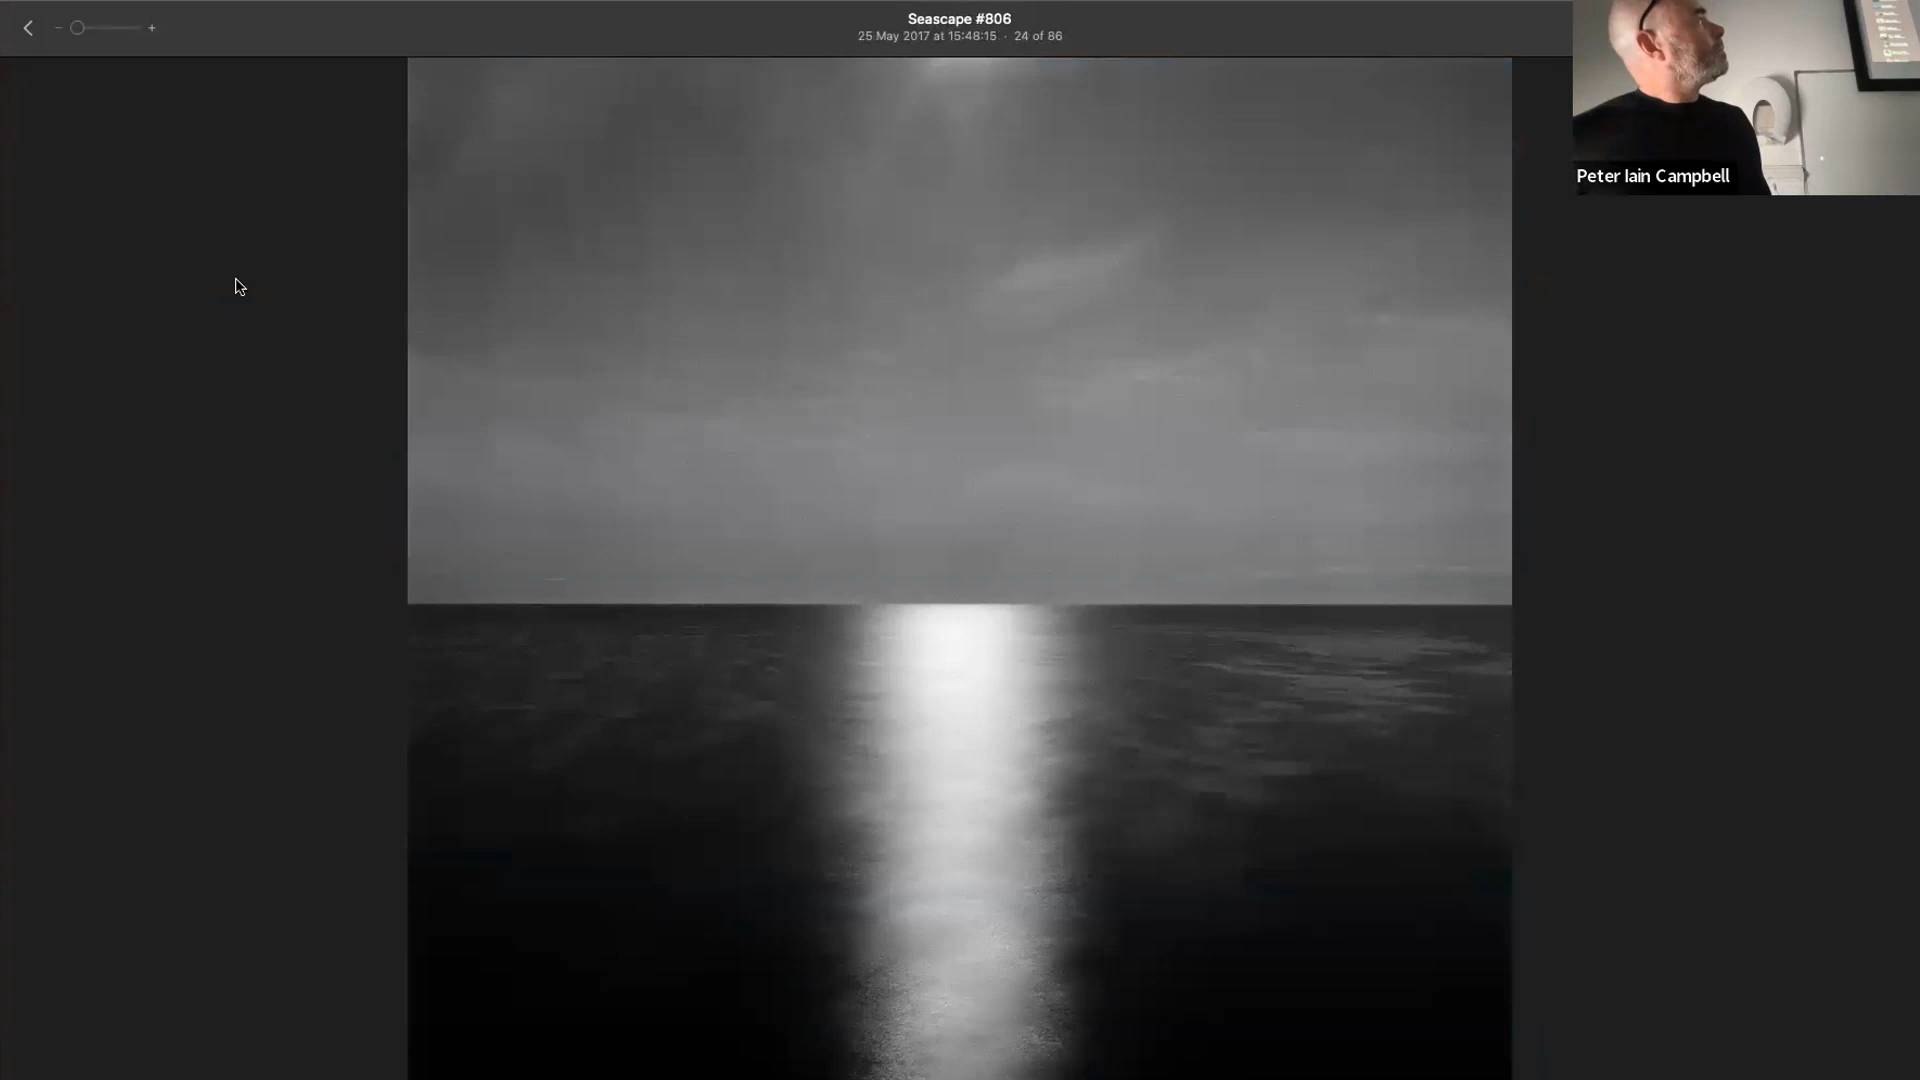 Seascape #806
25 May 2017 at 15:48:15 · 24 of 86
Peter Iain Campbell